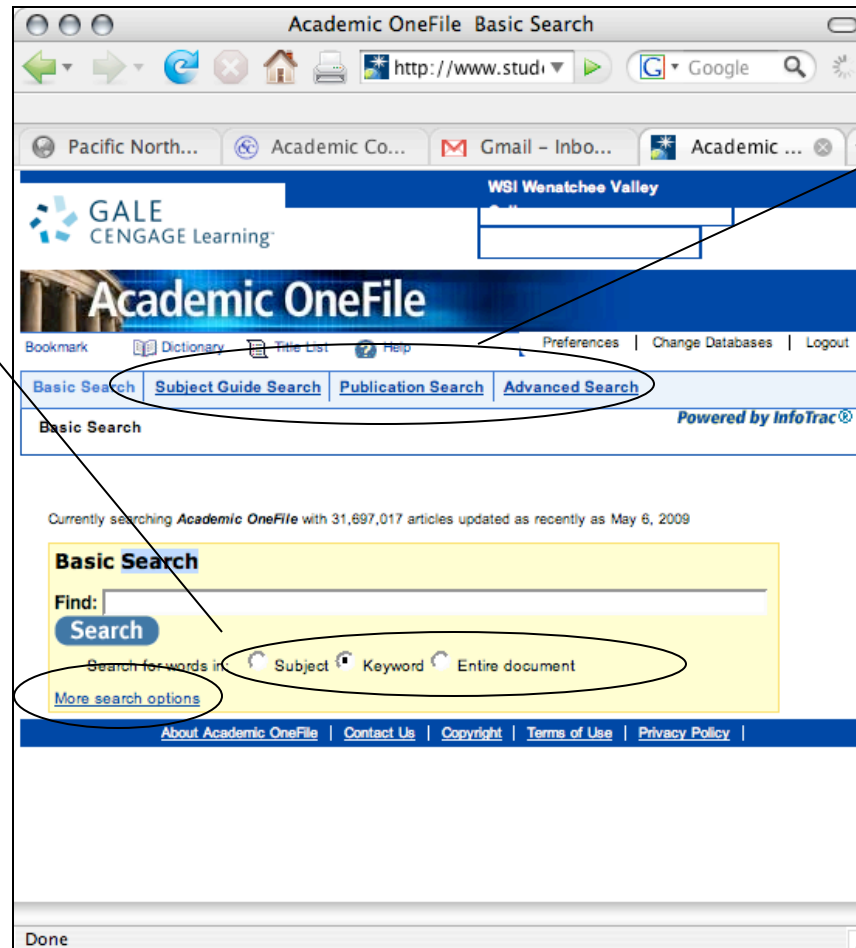 Academic OneFile Basic Search
http://www.stud
G Google
Pacific North... Academic Co... Gmail – Inbo... Academic ...
WSI Wenatchee Valley
GALE
CENGAGE Learning
Academic OneFile
Bookmark Dictionary Title List Help Preferences | Change Databases | Logout
Basic Search | Subject Guide Search | Publication Search | Advanced Search
Basic Search Powered by InfoTrac®
Currently searching Academic OneFile with 31,697,017 articles updated as recently as May 6, 2009
Basic Search
Find:
Search
Search for words in: Subject Keyword Entire document
More search options
About Academic OneFile | Contact Us | Copyright | Terms of Use | Privacy Policy |
Done